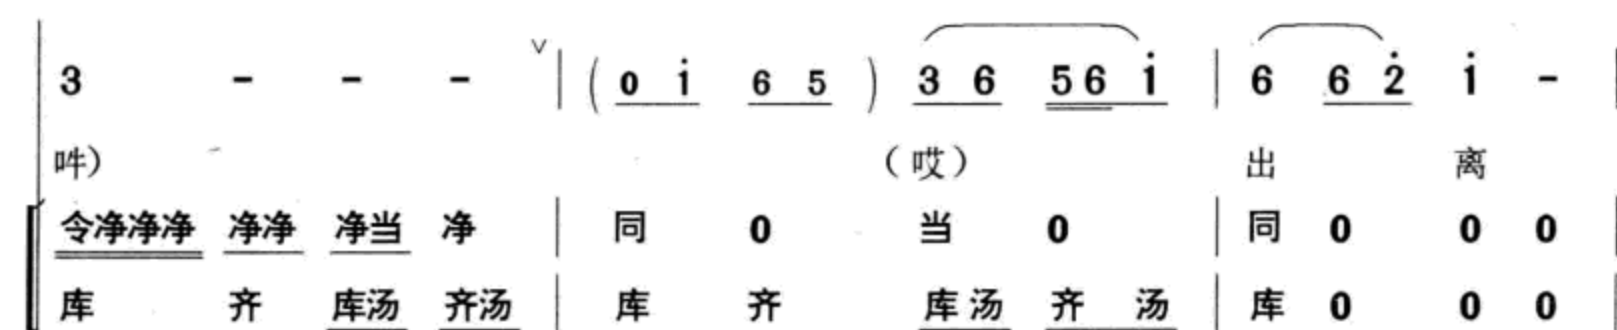 3 - - - ∨ | ( 0 i̇ 6 5 ) 3 6 5 6 i̇ | 6 6 2̇ i̇ - |
吽) (哎) 出 离
令净净净 净净 净当 净 | 同 0 当 0 | 同 0 0 0 |
库 齐 库汤 齐汤 | 库 齐 库汤 齐 汤 | 库 0 0 0 |